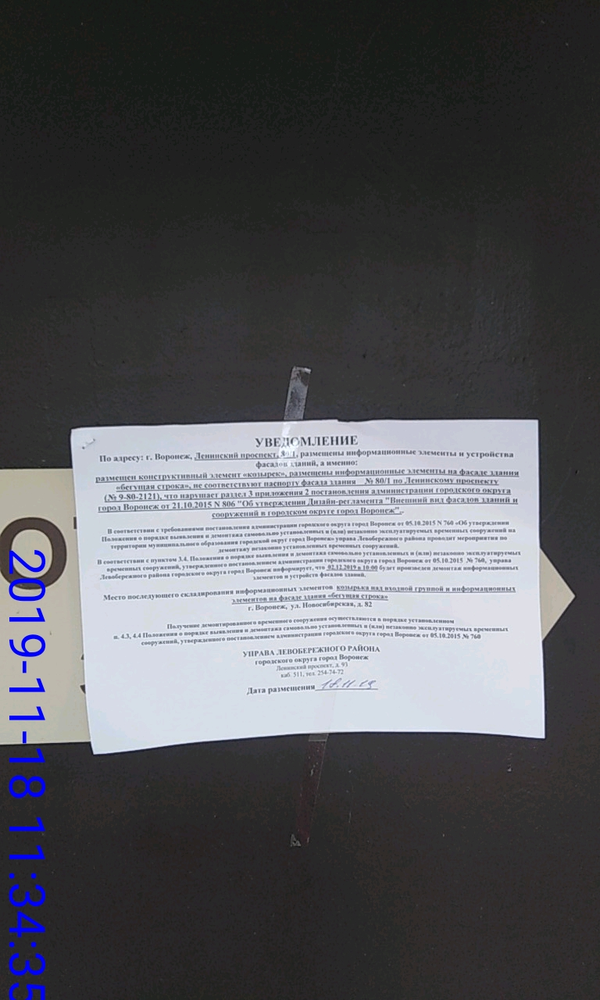 УВЕДОМЛЕНИЕ
По адресу: г. Воронеж, Ленинский проспект, 80/1, размещены информационные элементы и устройства
фасадов зданий, а именно:
размещен конструктивный элемент «козырек», размещены информационные элементы на фасаде здания
«бегущая строка», не соответствуют паспорту фасада здания № 80/1 по Ленинскому проспекту
(№ 9-80-2121), что нарушает раздел 3 приложения 2 постановления администрации городского округа
город Воронеж от 21.10.2015 N 806 "Об утверждении Дизайн-регламента "Внешний вид фасадов зданий и
сооружений в городском округе город Воронеж".
В соответствии с требованиями постановления администрации городского округа город Воронеж от 05.10.2015 N 760 «Об утверждении
Положения о порядке выявления и демонтажа самовольно установленных и (или) незаконно эксплуатируемых временных сооружений на
территории муниципального образования городской округ город Воронеж» управа Левобережного района проводит мероприятия по
демонтажу незаконно установленных временных сооружений.
В соответствии с пунктом 3.4. Положения о порядке выявления и демонтажа самовольно установленных и (или) незаконно эксплуатируемых
временных сооружений, утвержденного постановлением администрации городского округа город Воронеж от 05.10.2015 № 760, управа
Левобережного района городского округа город Воронеж информирует, что 02.12.2019 в 10:00 будет произведен демонтаж информационных
элементов и устройств фасадов зданий.
Место последующего складирования информационных элементов козырька над входной группой и информационных
элементов на фасаде здания «бегущая строка»
г. Воронеж, ул. Новосибирская, д. 82
Получение демонтированного временного сооружения осуществляются в порядке установленном
п. 4.3, 4.4 Положения о порядке выявления и демонтажа самовольно установленных и (или) незаконно эксплуатируемых временных
сооружений, утвержденного постановлением администрации городского округа город Воронеж от 05.10.2015 № 760
УПРАВА ЛЕВОБЕРЕЖНОГО РАЙОНА
городского округа город Воронеж
Ленинский проспект, д. 93
каб. 511, тел. 254-74-72
Дата размещения 18.11.19
2019-11-18 11:34:35